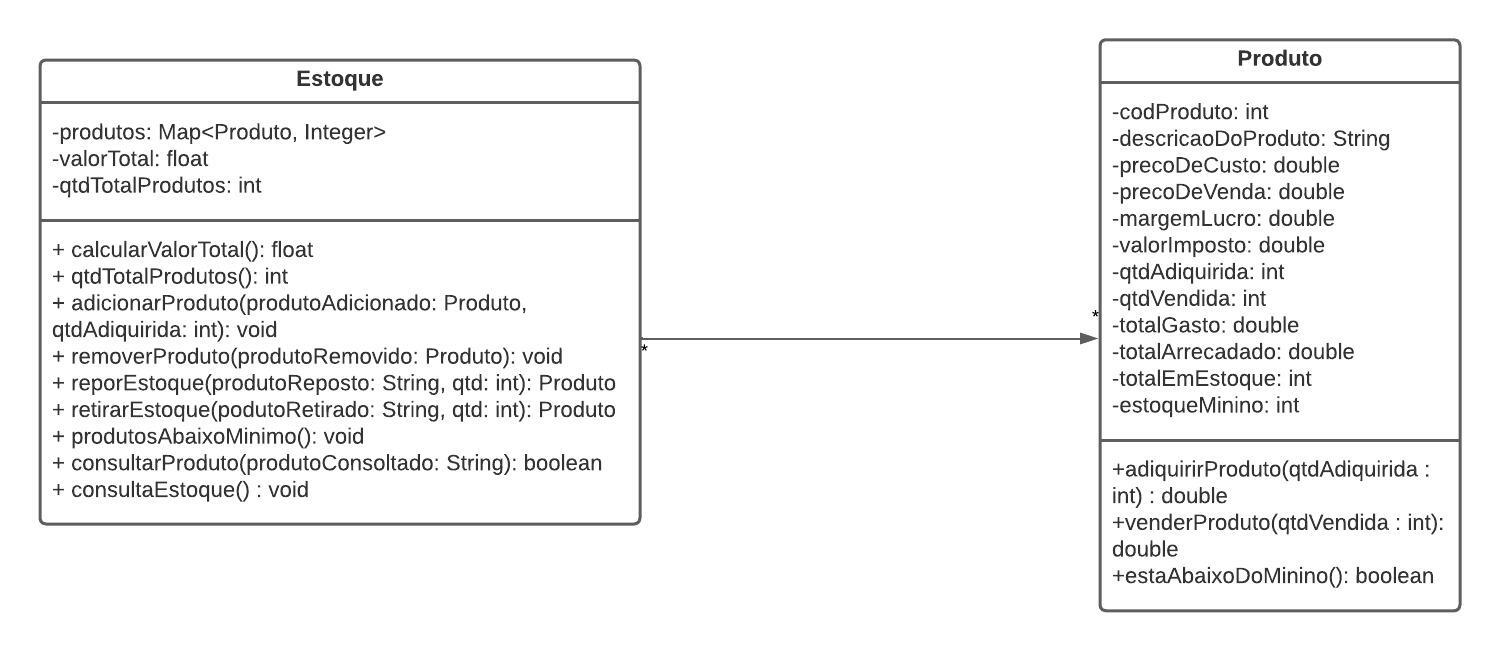 Estoque
-produtos: Map<Produto, Integer>
-valorTotal: float
-qtdTotalProdutos: int
+ calcularValorTotal(): float
+ qtdTotalProdutos(): int
+ adicionarProduto(produtoAdicionado: Produto,
qtdAdiquirida: int): void
+ removerProduto(produtoRemovido: Produto): void
+ reporEstoque(produtoReposto: String, qtd: int): Produto
+ retirarEstoque(podutoRetirado: String, qtd: int): Produto
+ produtosAbaixoMinimo(): void
+ consultarProduto(produtoConsoltado: String): boolean
+ consultaEstoque() : void
*
*
Produto
-codProduto: int
-descricaoDoProduto: String
-precoDeCusto: double
-precoDeVenda: double
-margemLucro: double
-valorImposto: double
-qtdAdiquirida: int
-qtdVendida: int
-totalGasto: double
-totalArrecadado: double
-totalEmEstoque: int
-estoqueMinino: int
+adiquirirProduto(qtdAdiquirida :
int) : double
+venderProduto(qtdVendida : int):
double
+estaAbaixoDoMinino(): boolean